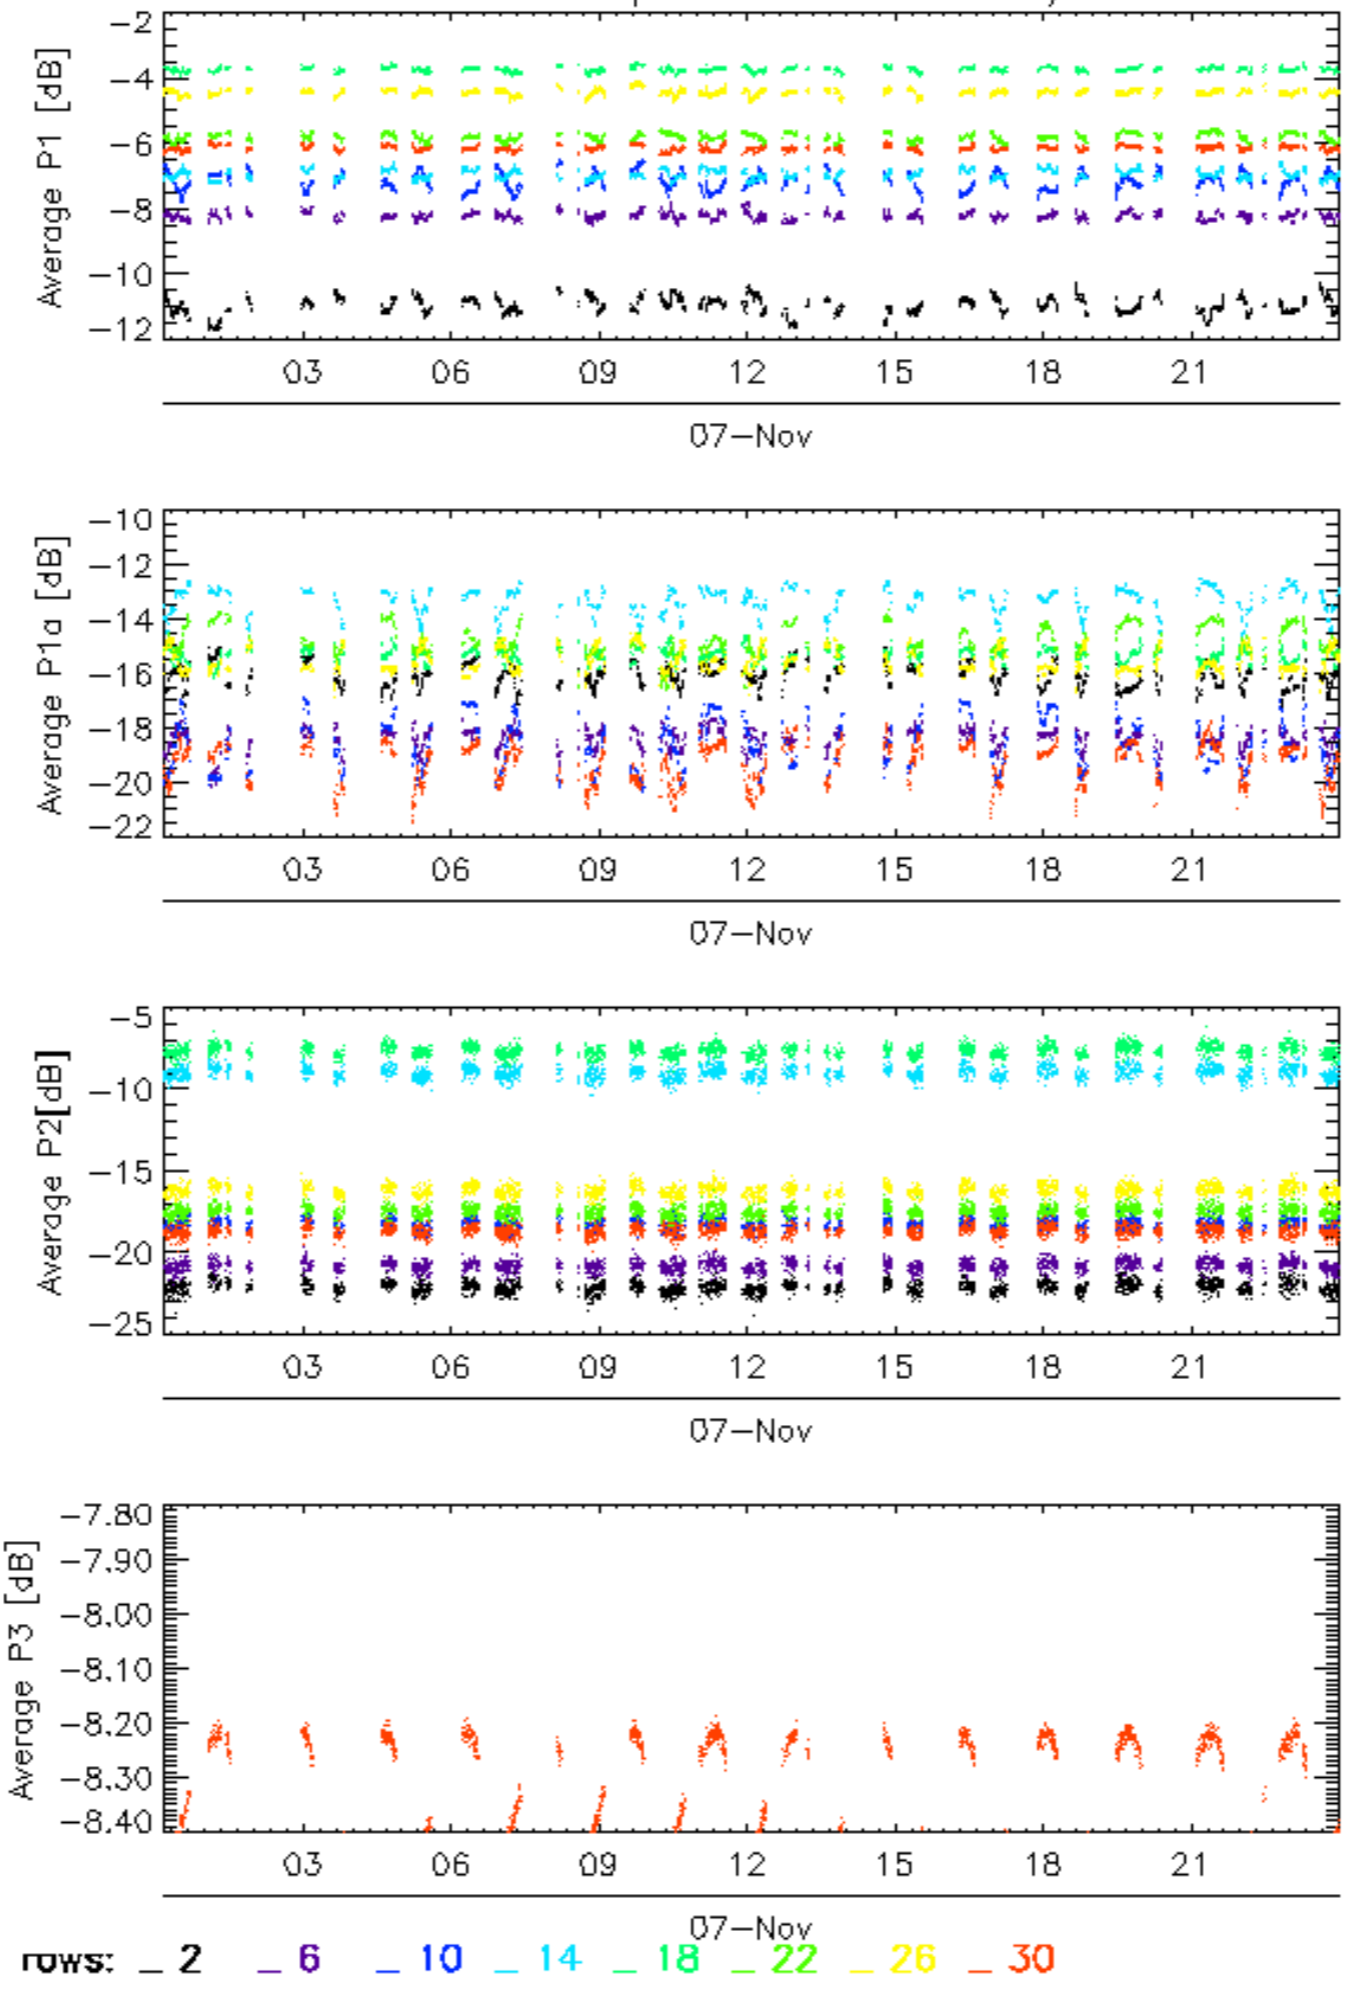 Average P1 [dB]
-2
-4
-6
-8
-10
-12
03 06 09 12 15 18 21
07-Nov
Average P1a [dB]
-10
-12
-14
-16
-18
-20
-22
03 06 09 12 15 18 21
07-Nov
Average P2[dB]
-5
-10
-15
-20
-25
03 06 09 12 15 18 21
07-Nov
Average P3 [dB]
-7.80
-7.90
-8.00
-8.10
-8.20
-8.30
-8.40
03 06 09 12 15 18 21
07-Nov
rows: _ 2 _ 6 _ 10 _ 14 _ 18 _ 22 _ 26 _ 30